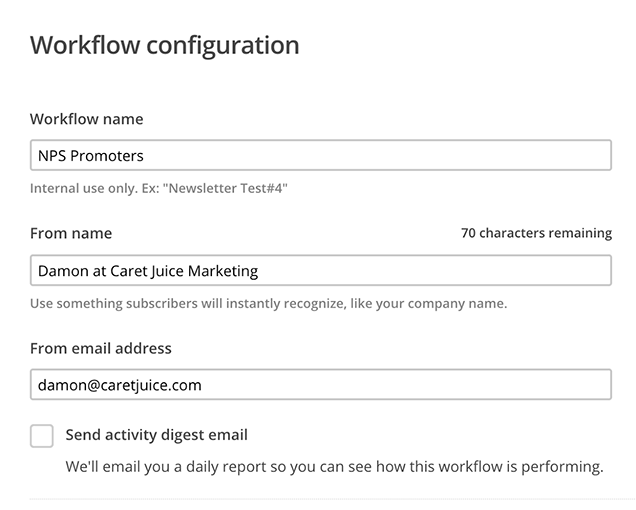 Workflow configuration
Workflow name
NPS Promoters
Internal use only. Ex: "Newsletter Test#4"
From name 70 characters remaining
Damon at Caret Juice Marketing
Use something subscribers will instantly recognize, like your company name.
From email address
damon@caretjuice.com
Send activity digest email
We'll email you a daily report so you can see how this workflow is performing.